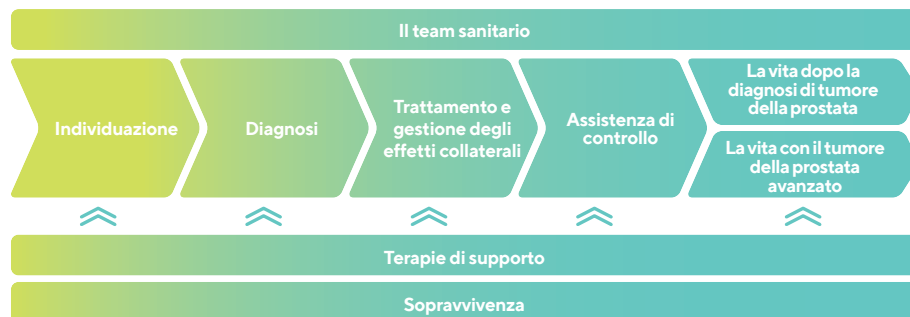 Il team sanitario
Individuazione
Diagnosi
Trattamento e
gestione degli
effetti collaterali
Assistenza di
controllo
La vita dopo la
diagnosi di tumore
della prostata
La vita con il tumore
della prostata
avanzato
Terapie di supporto
Sopravvivenza